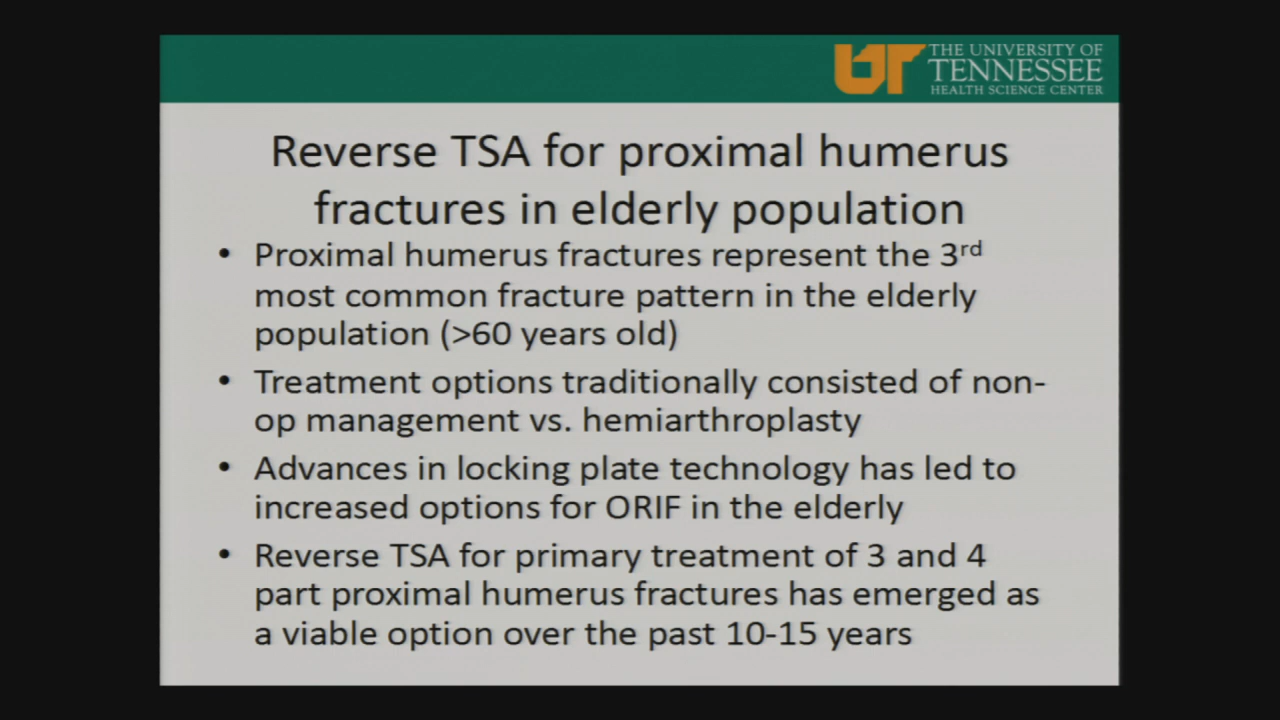 THE UNIVERSITY OF
TENNESSEE
HEALTH SCIENCE CENTER
Reverse TSA for proximal humerus
fractures in elderly population
• Proximal humerus fractures represent the 3rd
most common fracture pattern in the elderly
population (>60 years old)
• Treatment options traditionally consisted of non-
op management vs. hemiarthroplasty
• Advances in locking plate technology has led to
increased options for ORIF in the elderly
• Reverse TSA for primary treatment of 3 and 4
part proximal humerus fractures has emerged as
a viable option over the past 10-15 years